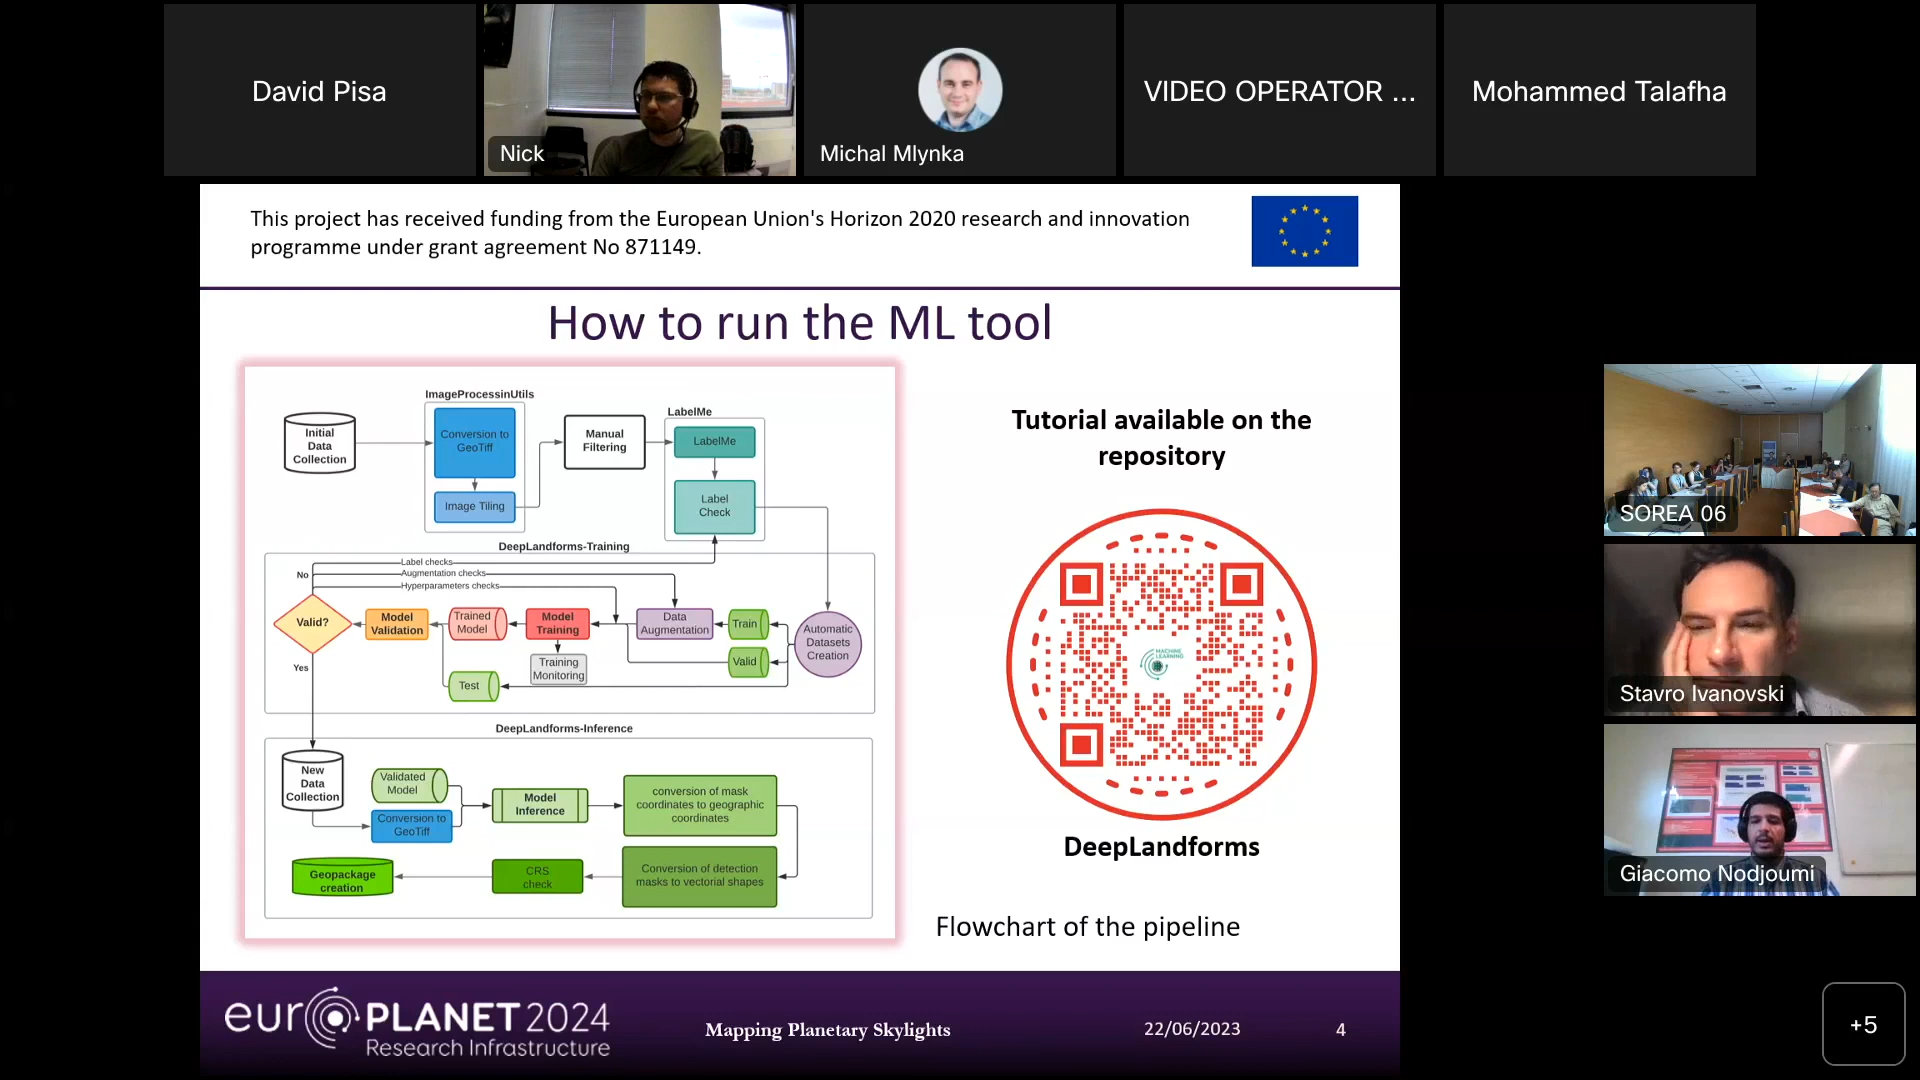 David Pisa
Nick
Michal Mlynka
VIDEO OPERATOR ...
Mohammed Talafha
This project has received funding from the European Union's Horizon 2020 research and innovation
programme under grant agreement No 871149.
How to run the ML tool
ImageProcessinUtils
Initial
Data
Collection
Conversion to
GeoTiff
Image Tiling
Manual
Filtering
LabelMe
LabelMe
Label
Check
DeepLandforms-Training
Label checks
Augmentation checks
Hyperparameters checks
No
Valid?
Yes
Model
Validation
Trained
Model
Model
Training
Training
Monitoring
Data
Augmentation
Train
Valid
Test
Automatic
Datasets
Creation
DeepLandforms-Inference
New
Data
Collection
Validated
Model
Conversion to
GeoTiff
Model
Inference
conversion of mask
coordinates to geographic
coordinates
Conversion of detection
masks to vectorial shapes
CRS
check
Geopackage
creation
Tutorial available on the
repository
MACHINE
LEARNING
DeepLandforms
Flowchart of the pipeline
europlanet 2024
Research Infrastructure
Mapping Planetary Skylights
22/06/2023
4
SOREA 06
Stavro Ivanovski
Giacomo Nodjoumi
+5